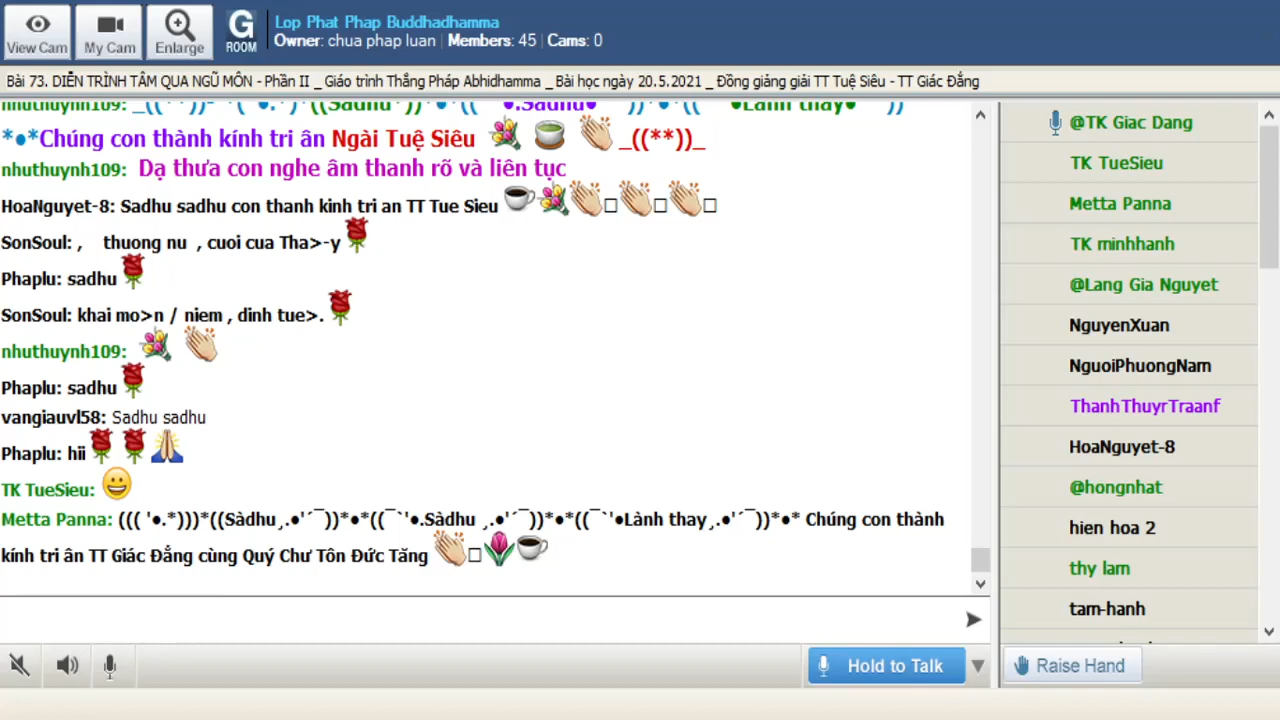 View Cam
My Cam
Enlarge
G
ROOM
Lop Phat Phap Buddhadhamma
Owner: chua phap luan | Members: 45 | Cams: 0
Bài 73. DIỄN TRÌNH TÂM QUA NGŨ MÔN - Phần II _ Giáo trình Thắng Pháp Abhidhamma _ Bài học ngày 20.5.2021 _ Đồng giảng giải TT Tuệ Siêu - TT Giác Đẳng
*●*Chúng con thành kính tri ân Ngài Tuệ Siêu 💐 🍵 👏 _((**))_
nhuthuynh109: Dạ thưa con nghe âm thanh rõ và liên tục
HoaNguyet-8: Sadhu sadhu con thanh kinh tri an TT Tue Sieu ☕💐👏□👏□👏□
SonSoul: , thuong nu , cuoi cua Tha>-y🌹
Phaplu: sadhu🌹
SonSoul: khai mo>n / niem , dinh tue>.🌹
nhuthuynh109: 💐 👏
Phaplu: sadhu🌹
vangiauvl58: Sadhu sadhu
Phaplu: hii🌹🌹🙏
TK TueSieu: 😀
Metta Panna: ((( '●.*)))*((Sàdhu¸.●'´¯))*●*((¯`'●.Sàdhu ¸.●'´¯))*●*((¯`'●Lành thay¸.●'´¯))*●* Chúng con thành
kính tri ân TT Giác Đẳng cùng Quý Chư Tôn Đức Tăng 👏□🌷☕
Hold to Talk
@TK Giac Dang
TK TueSieu
Metta Panna
TK minhhanh
@Lang Gia Nguyet
NguyenXuan
NguoiPhuongNam
ThanhThuyrTraanf
HoaNguyet-8
@hongnhat
hien hoa 2
thy lam
tam-hanh
Raise Hand